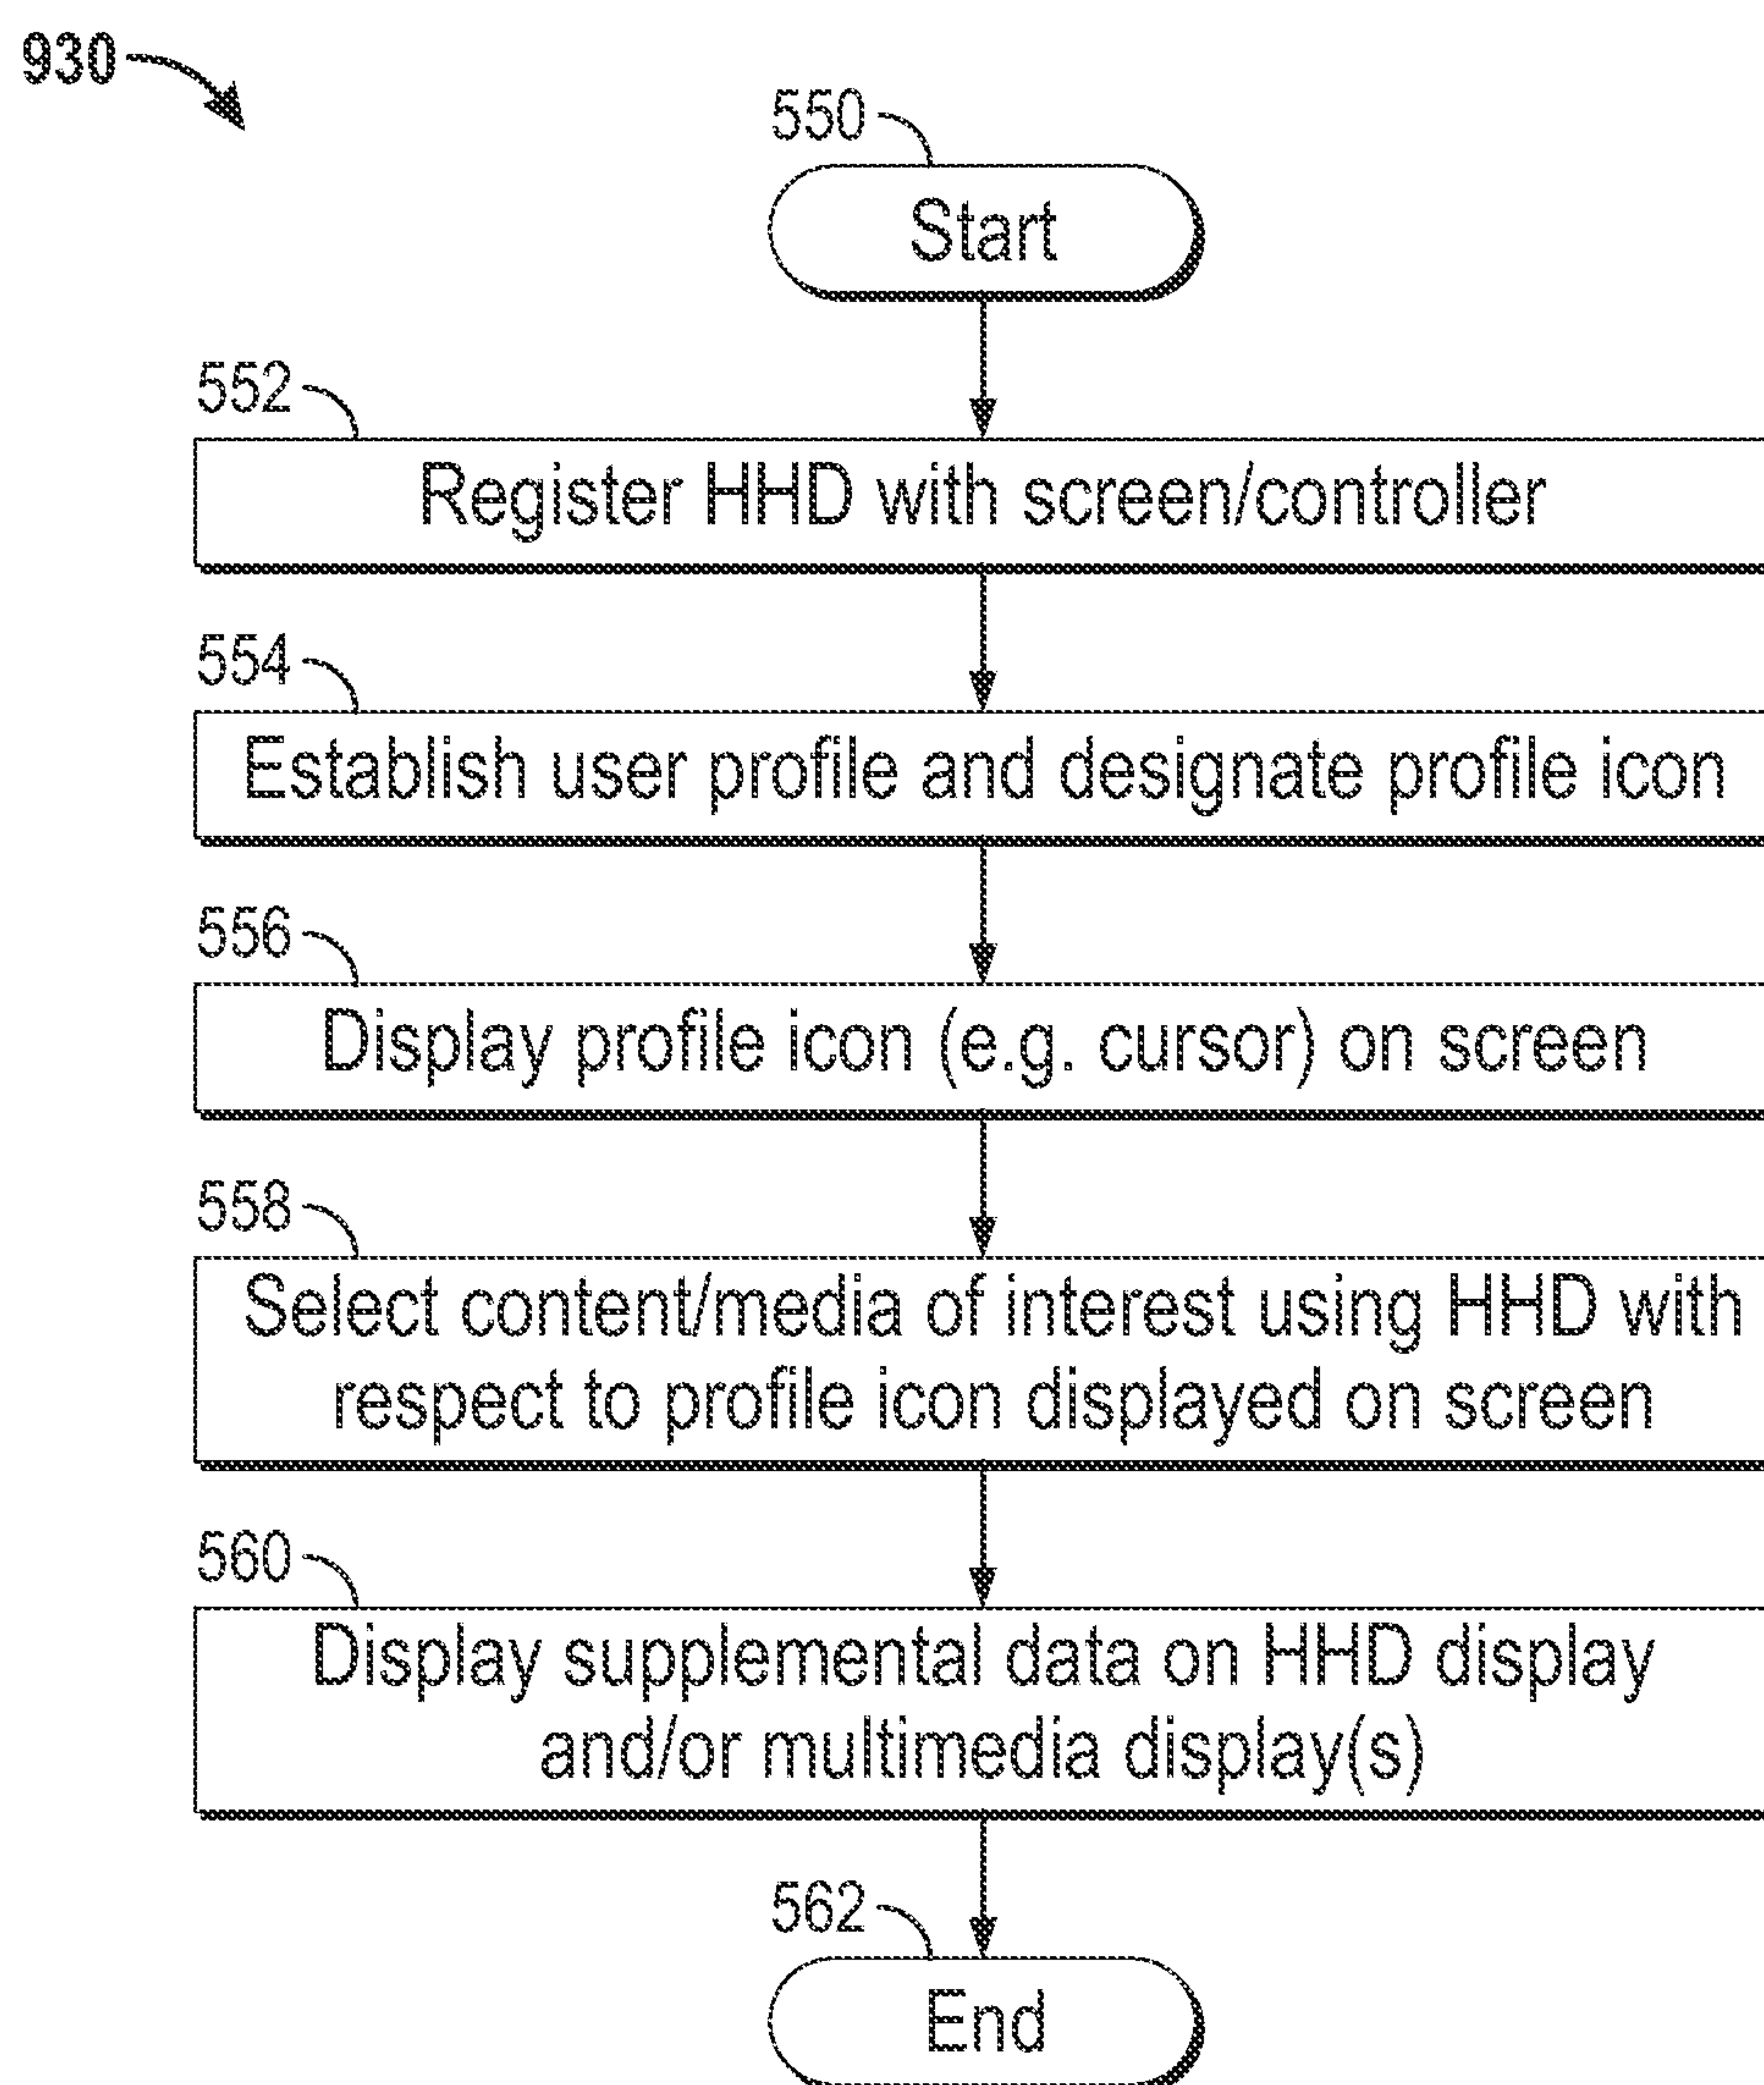 930
550
Start
552
Register HHD with screen/controller
554
Establish user profile and designate profile icon
556
Display profile icon (e.g. cursor) on screen
558
Select content/media of interest using HHD with
respect to profile icon displayed on screen
560
Display supplemental data on HHD display
and/or multimedia display(s)
562
End